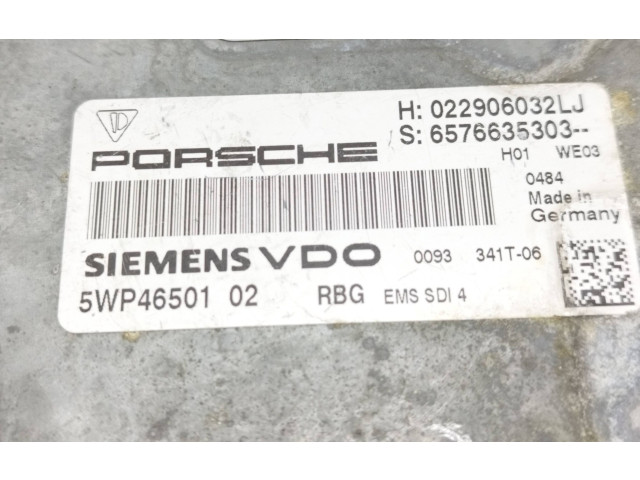 H: 022906032LJ
PORSCHE S: 6576635303--
H01 WE03
0484
Made in
Germany
SIEMENS VDO 0093 341T-06
5WP46501 02 RBG EMS SDI 4